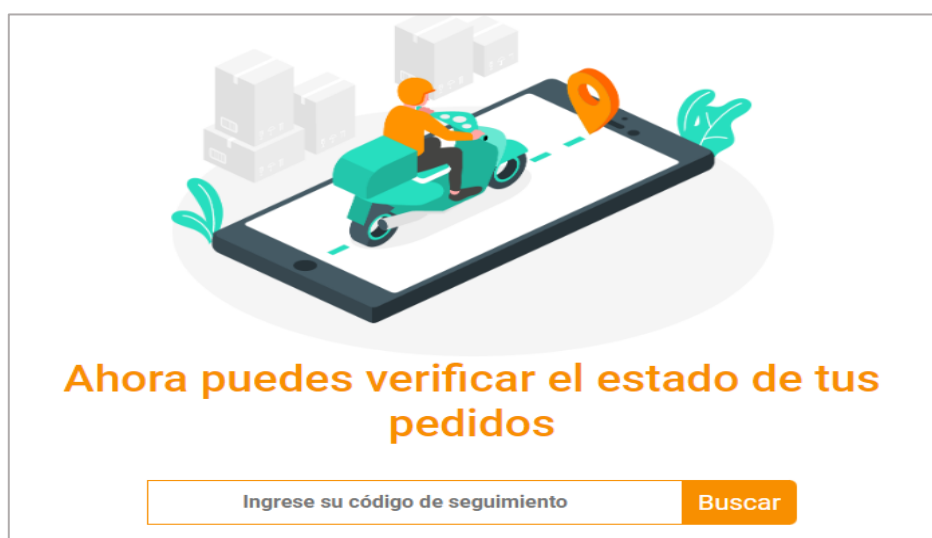 Ahora puedes verificar el estado de tus
pedidos
Ingrese su código de seguimiento
Buscar